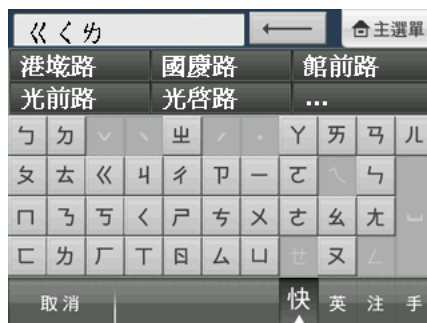 ㄍㄑㄌ ← 主選單
港墘路 國慶路 館前路
光前路 光啓路 ...
ㄅ ㄉ ˇ ˋ ㄓ ˊ ˙ ㄚ ㄞ ㄢ ㄦ
ㄆ ㄊ ㄍ ㄐ ㄔ ㄗ ㄧ ㄛ ㄟ ㄣ
ㄇ ㄋ ㄎ ㄑ ㄕ ㄘ ㄨ ㄜ ㄠ ㄤ
ㄈ ㄌ ㄏ ㄒ ㄖ ㄙ ㄩ ㄝ ㄡ ㄥ
取消 快 英 注 手